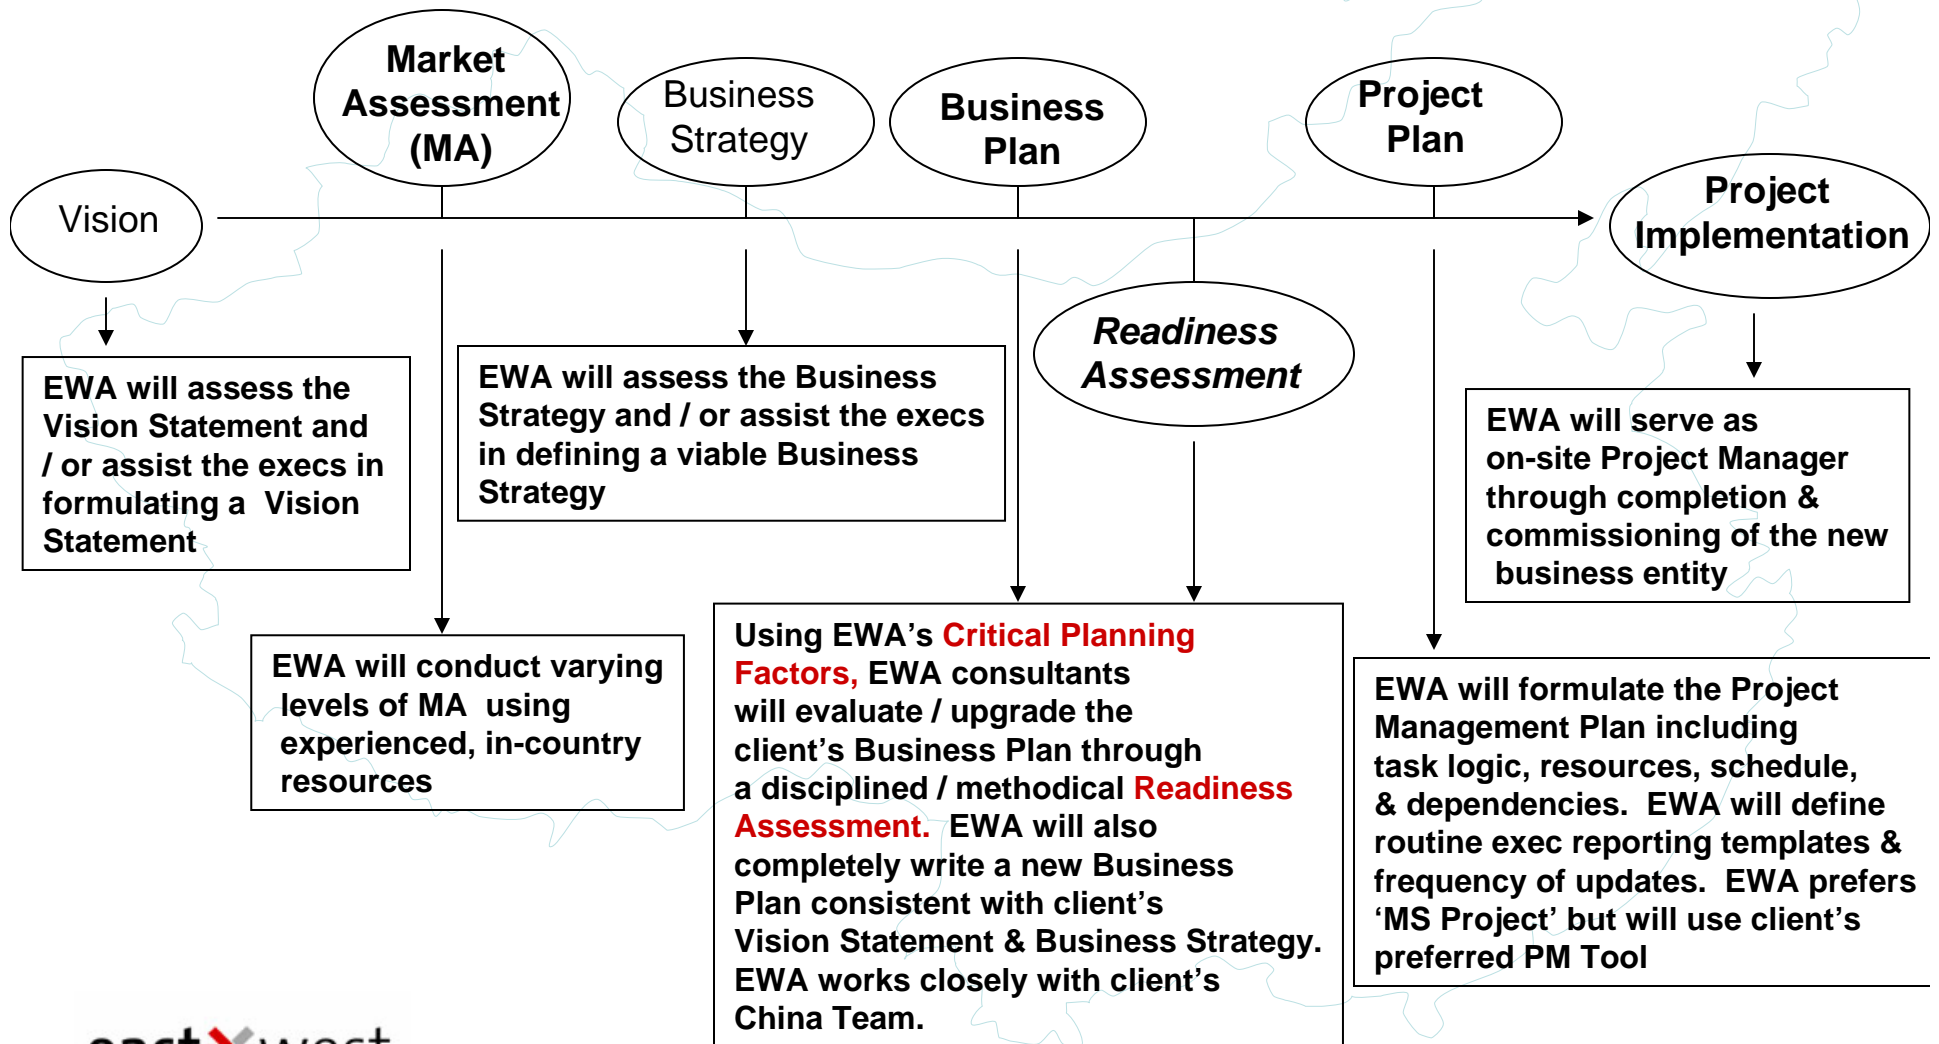 Market
Assessment
(MA)
Business
Strategy
Business
Plan
Project
Plan
Vision
Project
Implementation
Readiness
Assessment
EWA will assess the
Vision Statement and
/ or assist the execs in
formulating a Vision
Statement
EWA will assess the Business
Strategy and / or assist the execs
in defining a viable Business
Strategy
EWA will serve as
on-site Project Manager
through completion &
commissioning of the new
business entity
EWA will conduct varying
levels of MA using
experienced, in-country
resources
Using EWA’s Critical Planning
Factors, EWA consultants
will evaluate / upgrade the
client’s Business Plan through
a disciplined / methodical Readiness
Assessment. EWA will also
completely write a new Business
Plan consistent with client’s
Vision Statement & Business Strategy.
EWA works closely with client’s
China Team.
EWA will formulate the Project
Management Plan including
task logic, resources, schedule,
& dependencies. EWA will define
routine exec reporting templates &
frequency of updates. EWA prefers
‘MS Project’ but will use client’s
preferred PM Tool
east west